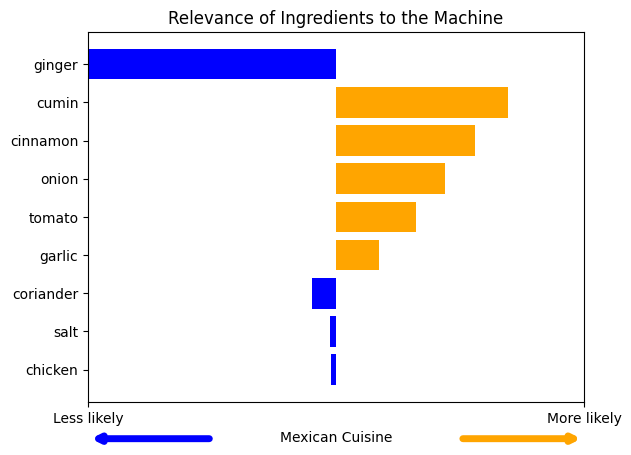 Relevance of Ingredients to the Machine
ginger
cumin
cinnamon
onion
tomato
garlic
coriander
salt
chicken
Less likely
More likely
Mexican Cuisine